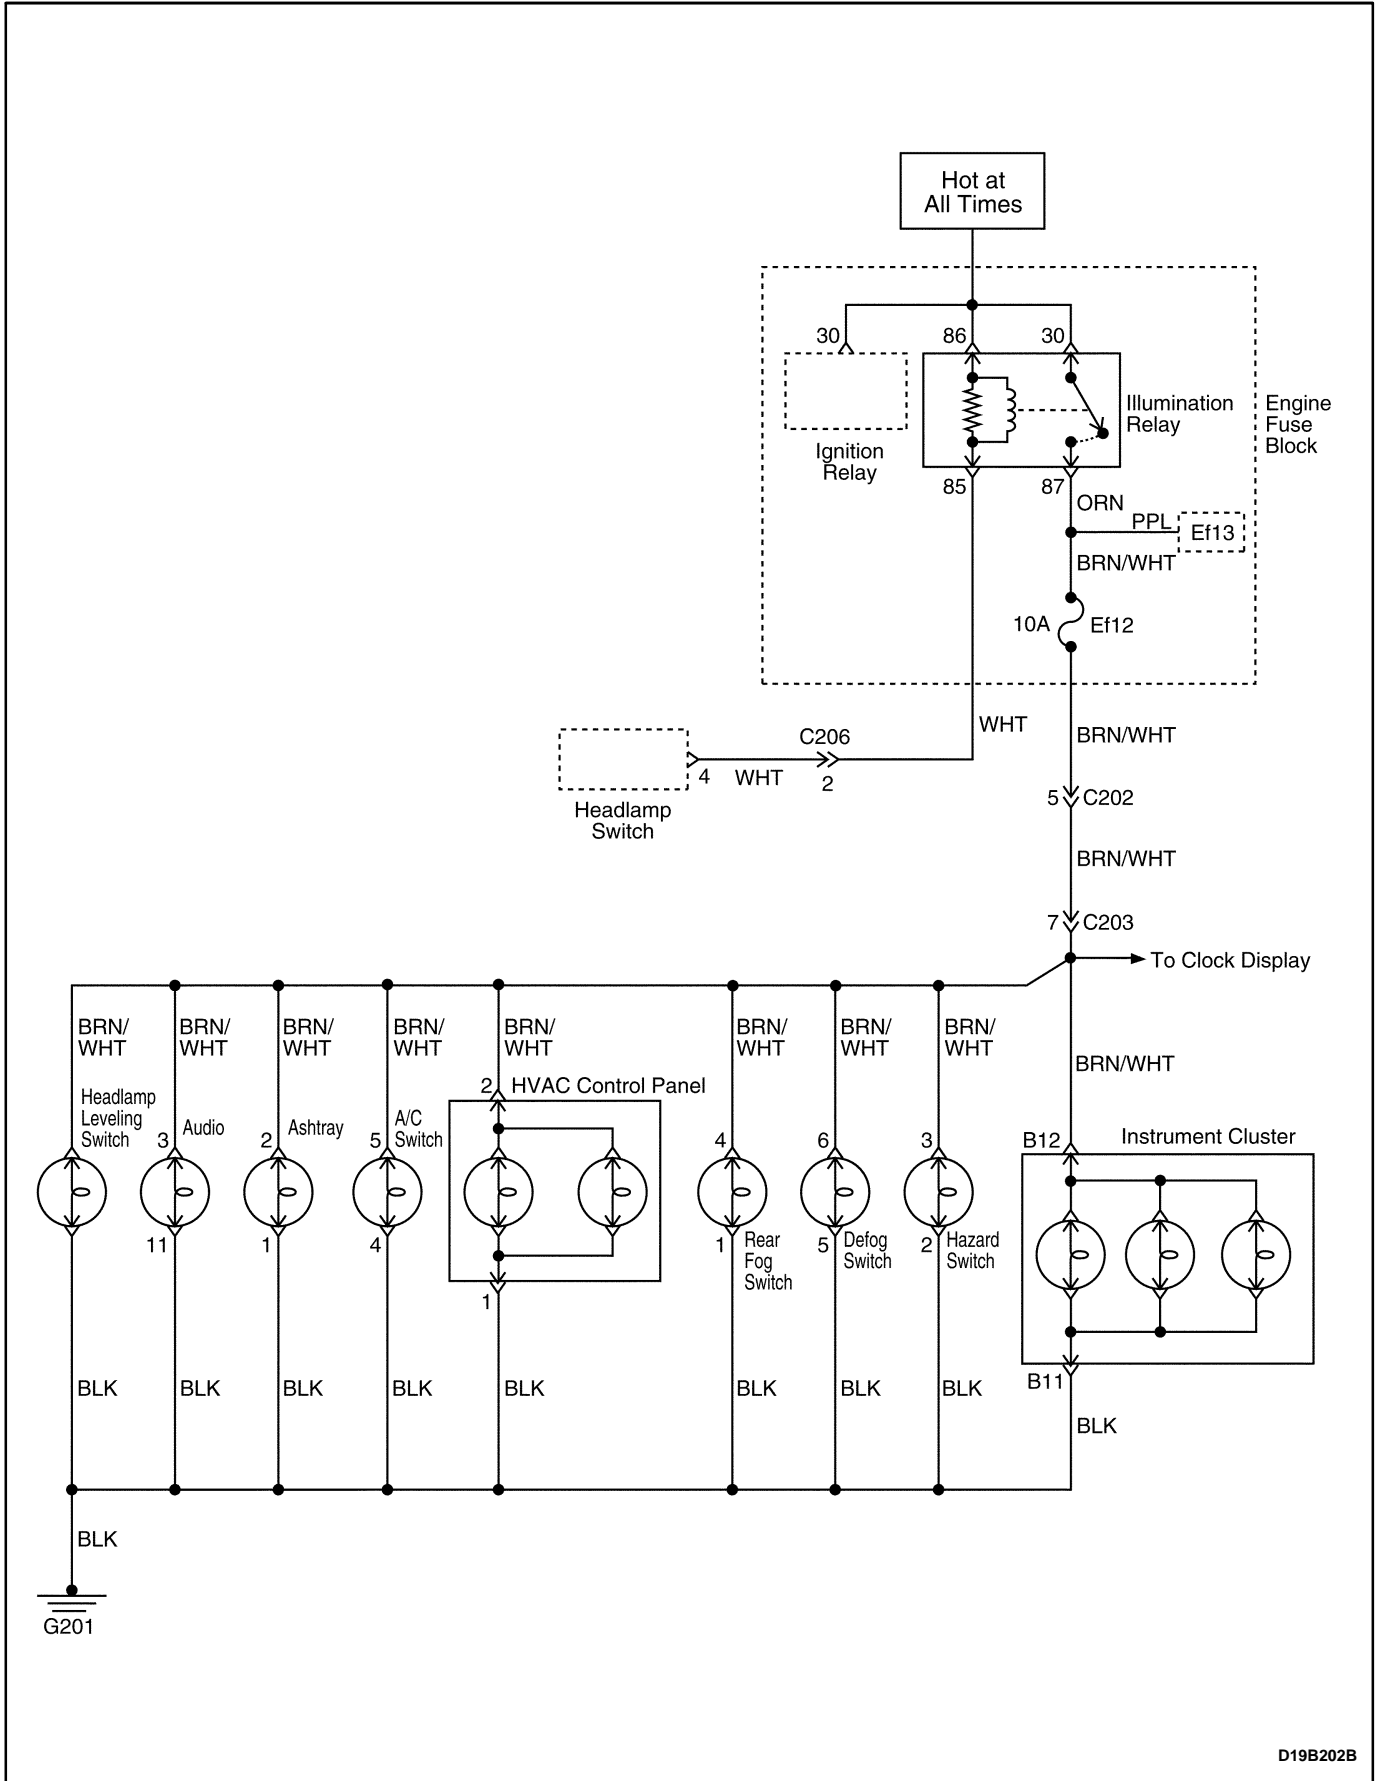 Hot at
All Times
30
86
30
Illumination
Relay
Engine
Fuse
Block
Ignition
Relay
85
87
ORN
PPL
Ef13
BRN/WHT
10A
Ef12
WHT
BRN/WHT
C206
4
WHT
2
Headlamp
Switch
5
C202
BRN/WHT
7
C203
To Clock Display
BRN/
WHT
BRN/
WHT
BRN/
WHT
BRN/
WHT
BRN/
WHT
BRN/
WHT
BRN/
WHT
BRN/
WHT
BRN/WHT
Headlamp
Leveling
Switch
3
Audio
2
Ashtray
5
A/C
Switch
2
HVAC Control Panel
4
6
3
B12
Instrument Cluster
11
1
4
1
1
Rear
Fog
Switch
5
Defog
Switch
2
Hazard
Switch
B11
BLK
BLK
BLK
BLK
BLK
BLK
BLK
BLK
BLK
BLK
G201
D19B202B